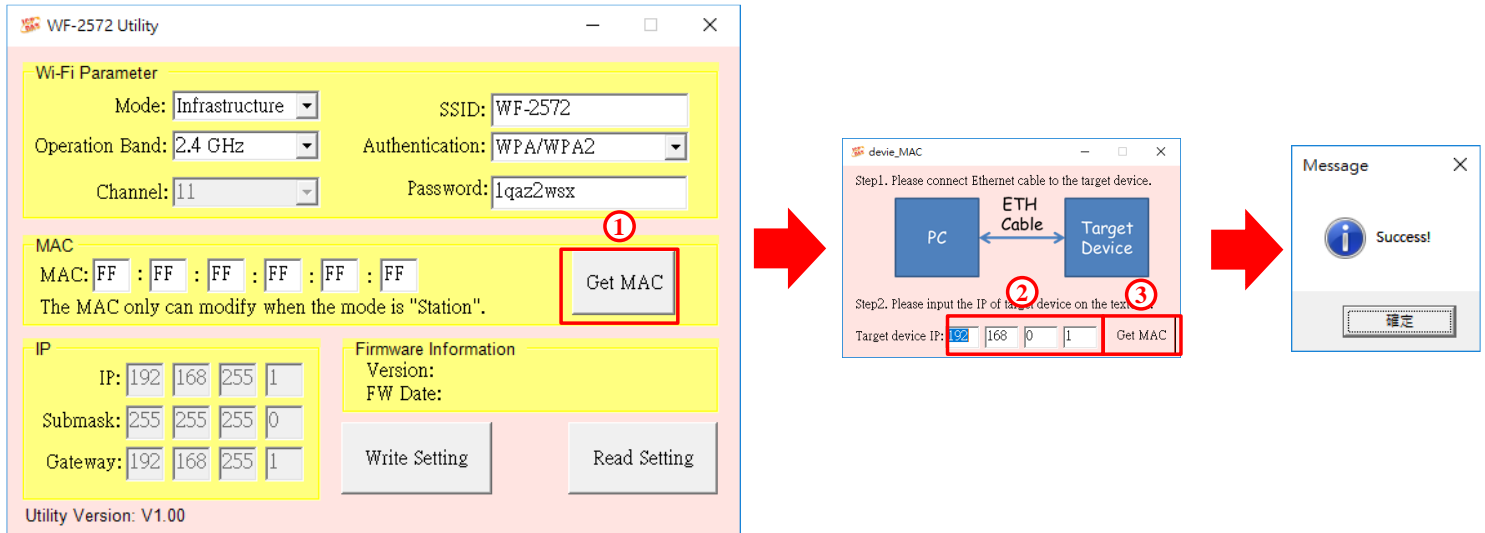 WF-2572 Utility
Wi-Fi Parameter
Mode: Infrastructure
SSID: WF-2572
Operation Band: 2.4 GHz
Authentication: WPA/WPA2
Channel: 11
Password: 1qaz2wsx
1
MAC
MAC: FF : FF : FF : FF : FF : FF
Get MAC
The MAC only can modify when the mode is "Station".
IP
IP: 192 168 255 1
Submask: 255 255 255 0
Gateway: 192 168 255 1
Firmware Information
Version:
FW Date:
Write Setting
Read Setting
Utility Version: V1.00
devie_MAC
Step1. Please connect Ethernet cable to the target device.
PC
ETH
Cable
Target
Device
2
3
Step2. Please input the IP of target device on the
Target device IP: 192 168 0 1
Get MAC
Message
Success!
確定